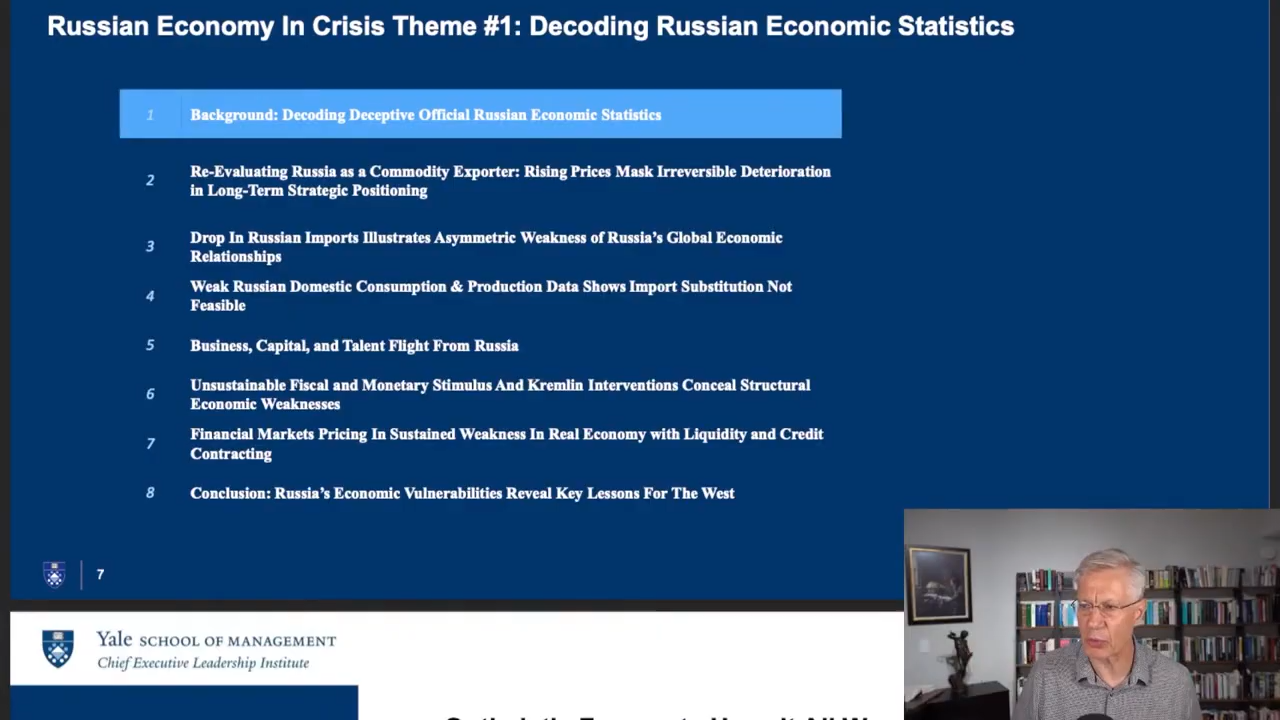 Russian Economy In Crisis Theme #1: Decoding Russian Economic Statistics
1 Background: Decoding Deceptive Official Russian Economic Statistics
2 Re-Evaluating Russia as a Commodity Exporter: Rising Prices Mask Irreversible Deterioration
in Long-Term Strategic Positioning
3 Drop In Russian Imports Illustrates Asymmetric Weakness of Russia’s Global Economic
Relationships
4 Weak Russian Domestic Consumption & Production Data Shows Import Substitution Not
Feasible
5 Business, Capital, and Talent Flight From Russia
6 Unsustainable Fiscal and Monetary Stimulus And Kremlin Interventions Conceal Structural
Economic Weaknesses
7 Financial Markets Pricing In Sustained Weakness In Real Economy with Liquidity and Credit
Contracting
8 Conclusion: Russia’s Economic Vulnerabilities Reveal Key Lessons For The West
7
Yale SCHOOL OF MANAGEMENT
Chief Executive Leadership Institute